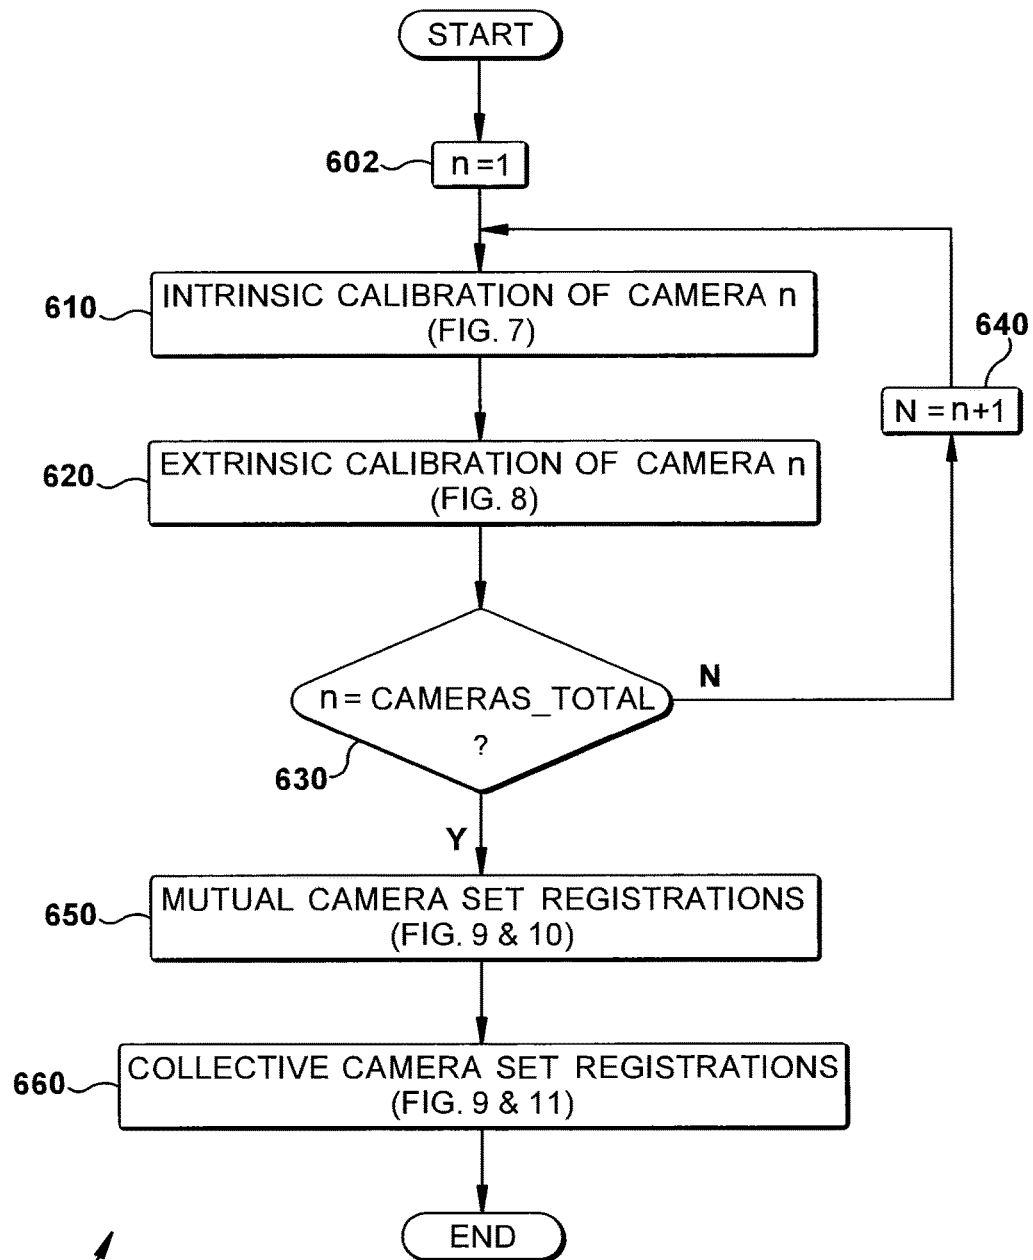 START
602
n=1
610
INTRINSIC CALIBRATION OF CAMERA n
(FIG. 7)
640
N = n+1
620
EXTRINSIC CALIBRATION OF CAMERA n
(FIG. 8)
n = CAMERAS_TOTAL
?
N
630
Y
650
MUTUAL CAMERA SET REGISTRATIONS
(FIG. 9 & 10)
660
COLLECTIVE CAMERA SET REGISTRATIONS
(FIG. 9 & 11)
END